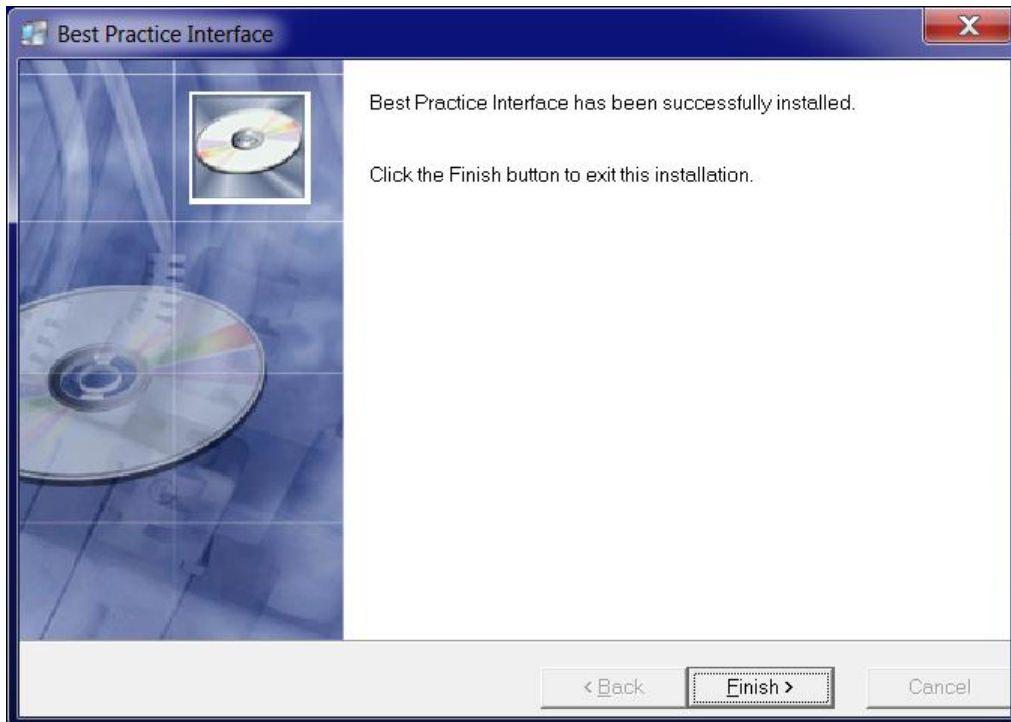 Best Practice Interface
X
Best Practice Interface has been successfully installed.
Click the Finish button to exit this installation.
< Back
Finish >
Cancel